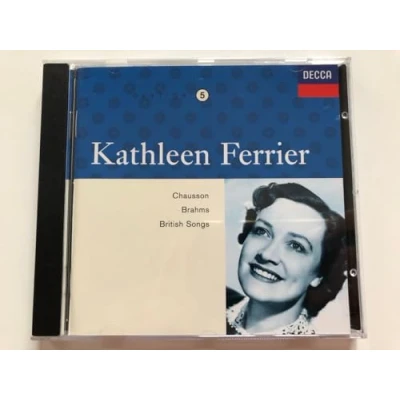 DECCA
5
Kathleen Ferrier
Chausson
Brahms
British Songs